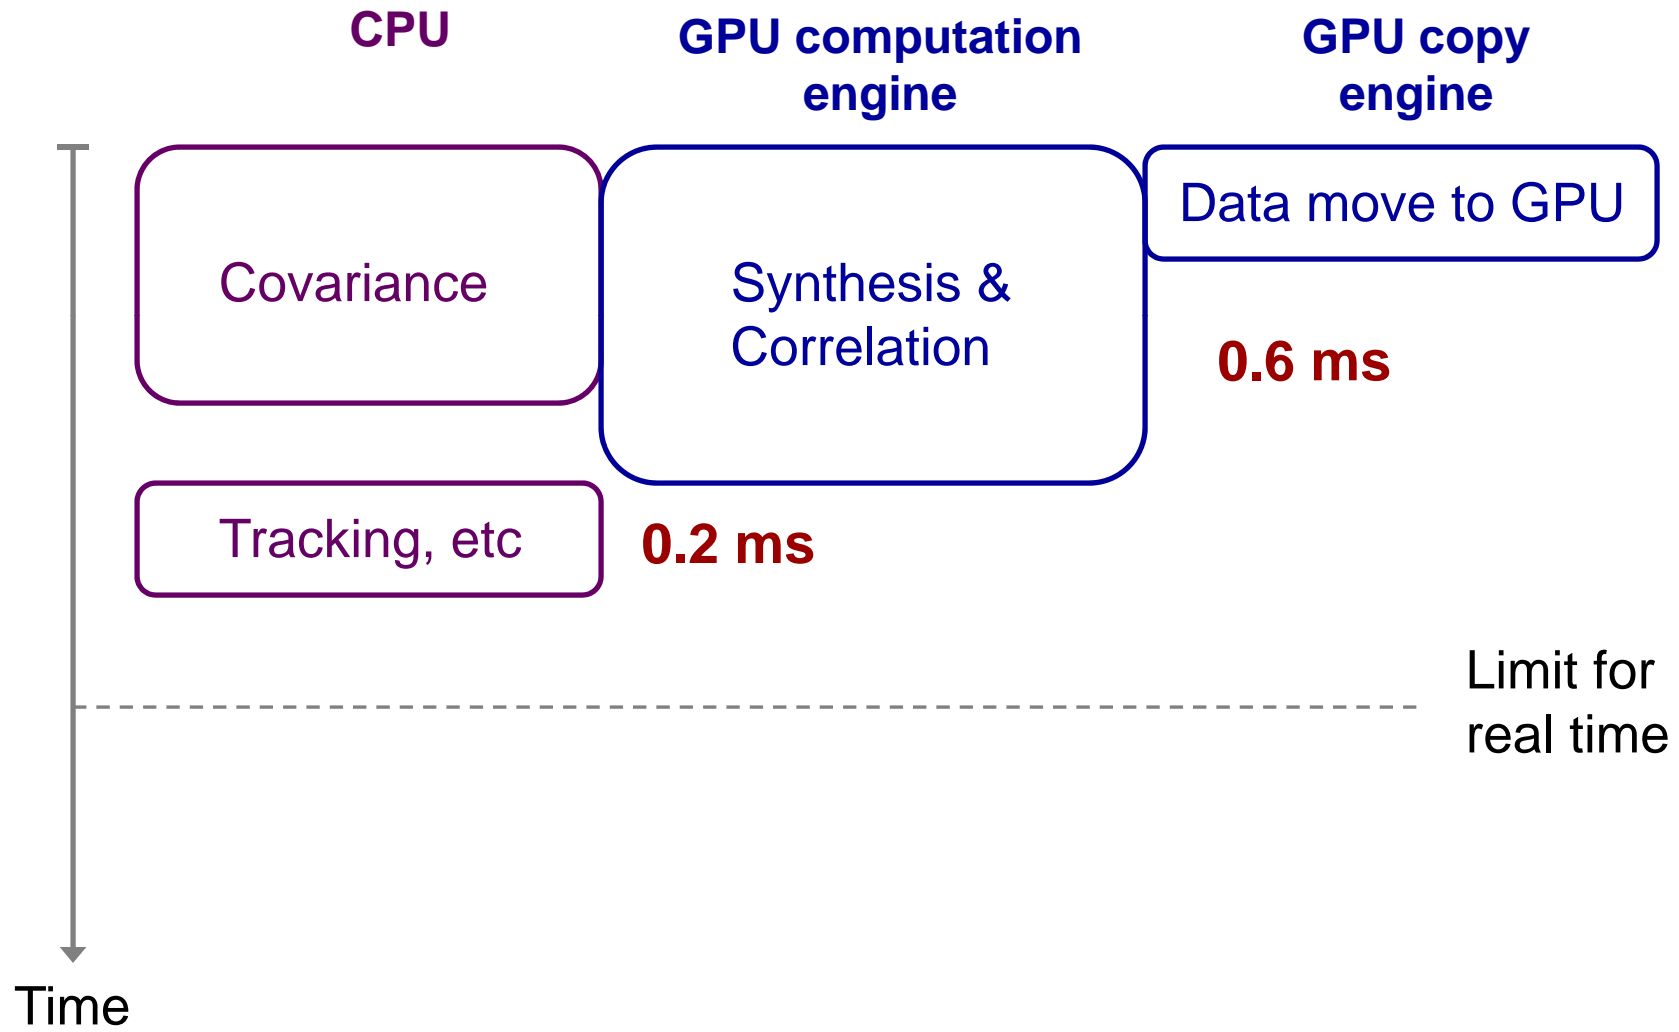 CPU
GPU computation
engine
GPU copy
engine
Data move to GPU
Covariance
Synthesis &
Correlation
0.6 ms
Tracking, etc
0.2 ms
Limit for
real time
Time